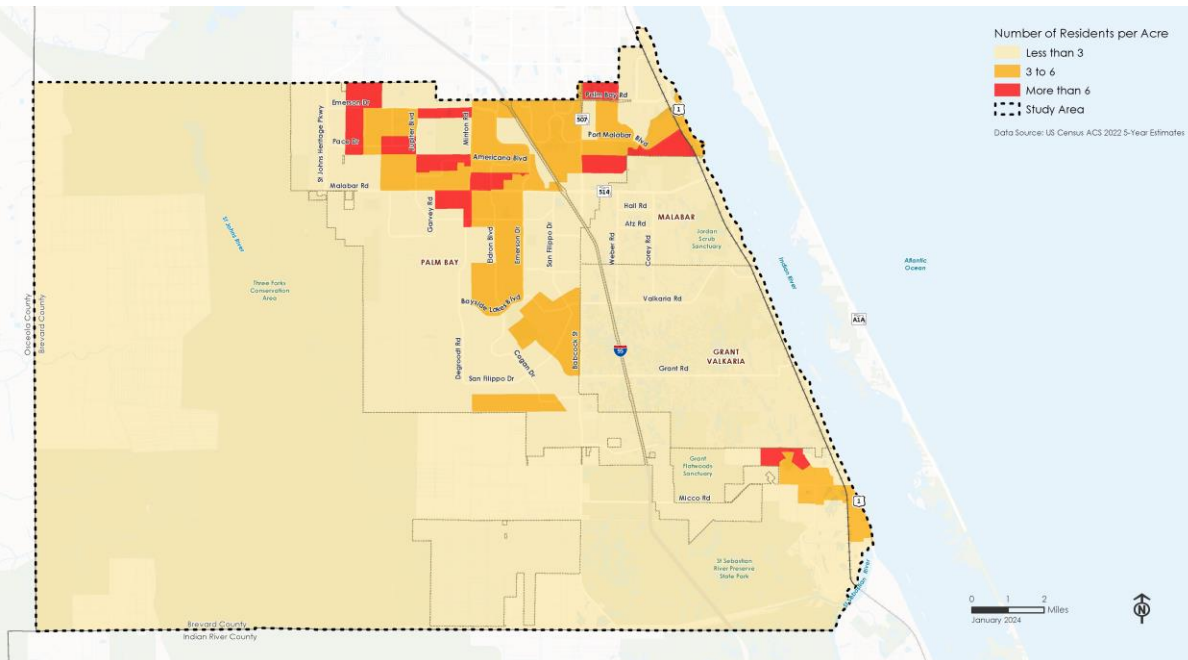 Number of Residents per Acre
Less than 3
3 to 6
More than 6
Study Area
Data Source: US Census ACS 2022 5-Year Estimates
Emerson Dr
Palm Bay Rd
1
507
St Johns Heritage Pkwy
Jupiter Blvd
Minton Rd
Port Malabar Blvd
Pace Dr
Americana Blvd
Malabar Rd
514
Garvey Rd
Hall Rd
MALABAR
Atz Rd
Jordan
Scrub
Sanctuary
St Johns River
Eldron Blvd
Emerson Dr
San Filippo Dr
Weber Rd
Corey Rd
PALM BAY
Indian River
Atlantic
Ocean
Three Forks
Conservation
Area
Bayside Lakes Blvd
Valkaria Rd
A1A
Osceola County
Brevard County
Degroodt Rd
Cogan Dr
Babcock St
95
GRANT
VALKARIA
San Filippo Dr
Grant Rd
Grant
Flatwoods
Sanctuary
Micco Rd
1
St Sebastian
River Preserve
State Park
Brevard County
Indian River County
0 1 2
Miles
January 2024
N